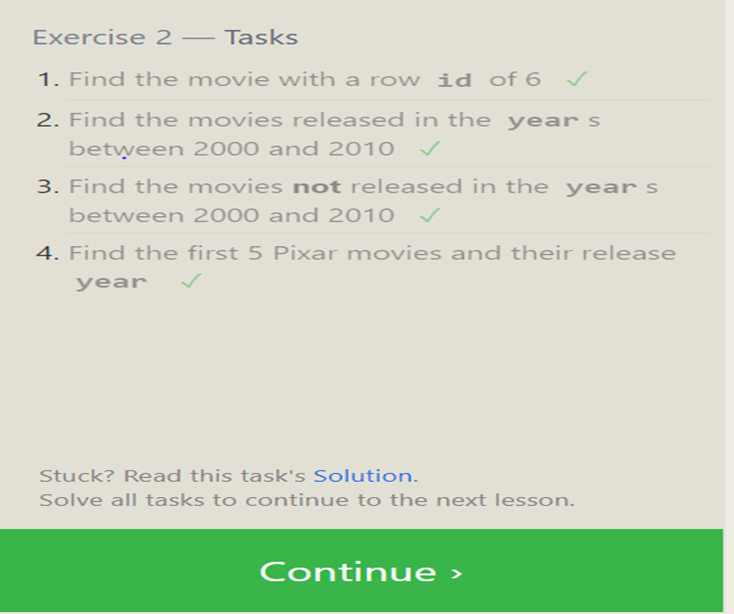 Exercise 2 — Tasks
1. Find the movie with a row id of 6 ✓
2. Find the movies released in the year s
between 2000 and 2010 ✓
3. Find the movies not released in the year s
between 2000 and 2010 ✓
4. Find the first 5 Pixar movies and their release
year ✓
Stuck? Read this task's Solution.
Solve all tasks to continue to the next lesson.
Continue ›